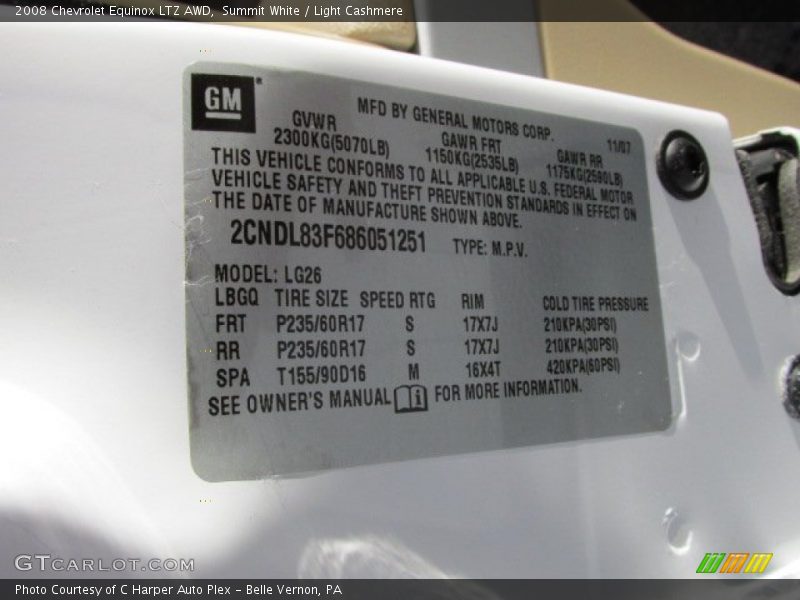 2008 Chevrolet Equinox LTZ AWD, Summit White / Light Cashmere
GM
MFD BY GENERAL MOTORS CORP. 11/07
GVWR GAWR FRT GAWR RR
2300KG(5070LB) 1150KG(2535LB) 1175KG(2590LB)
THIS VEHICLE CONFORMS TO ALL APPLICABLE U.S. FEDERAL MOTOR
VEHICLE SAFETY AND THEFT PREVENTION STANDARDS IN EFFECT ON
THE DATE OF MANUFACTURE SHOWN ABOVE.
2CNDL83F686051251 TYPE: M.P.V.
MODEL: LG26
LBGQ TIRE SIZE SPEED RTG RIM COLD TIRE PRESSURE
FRT P235/60R17 S 17X7J 210KPA(30PSI)
RR P235/60R17 S 17X7J 210KPA(30PSI)
SPA T155/90D16 M 16X4T 420KPA(60PSI)
SEE OWNER'S MANUAL FOR MORE INFORMATION.
GTCARLOT.COM
Photo Courtesy of C Harper Auto Plex – Belle Vernon, PA